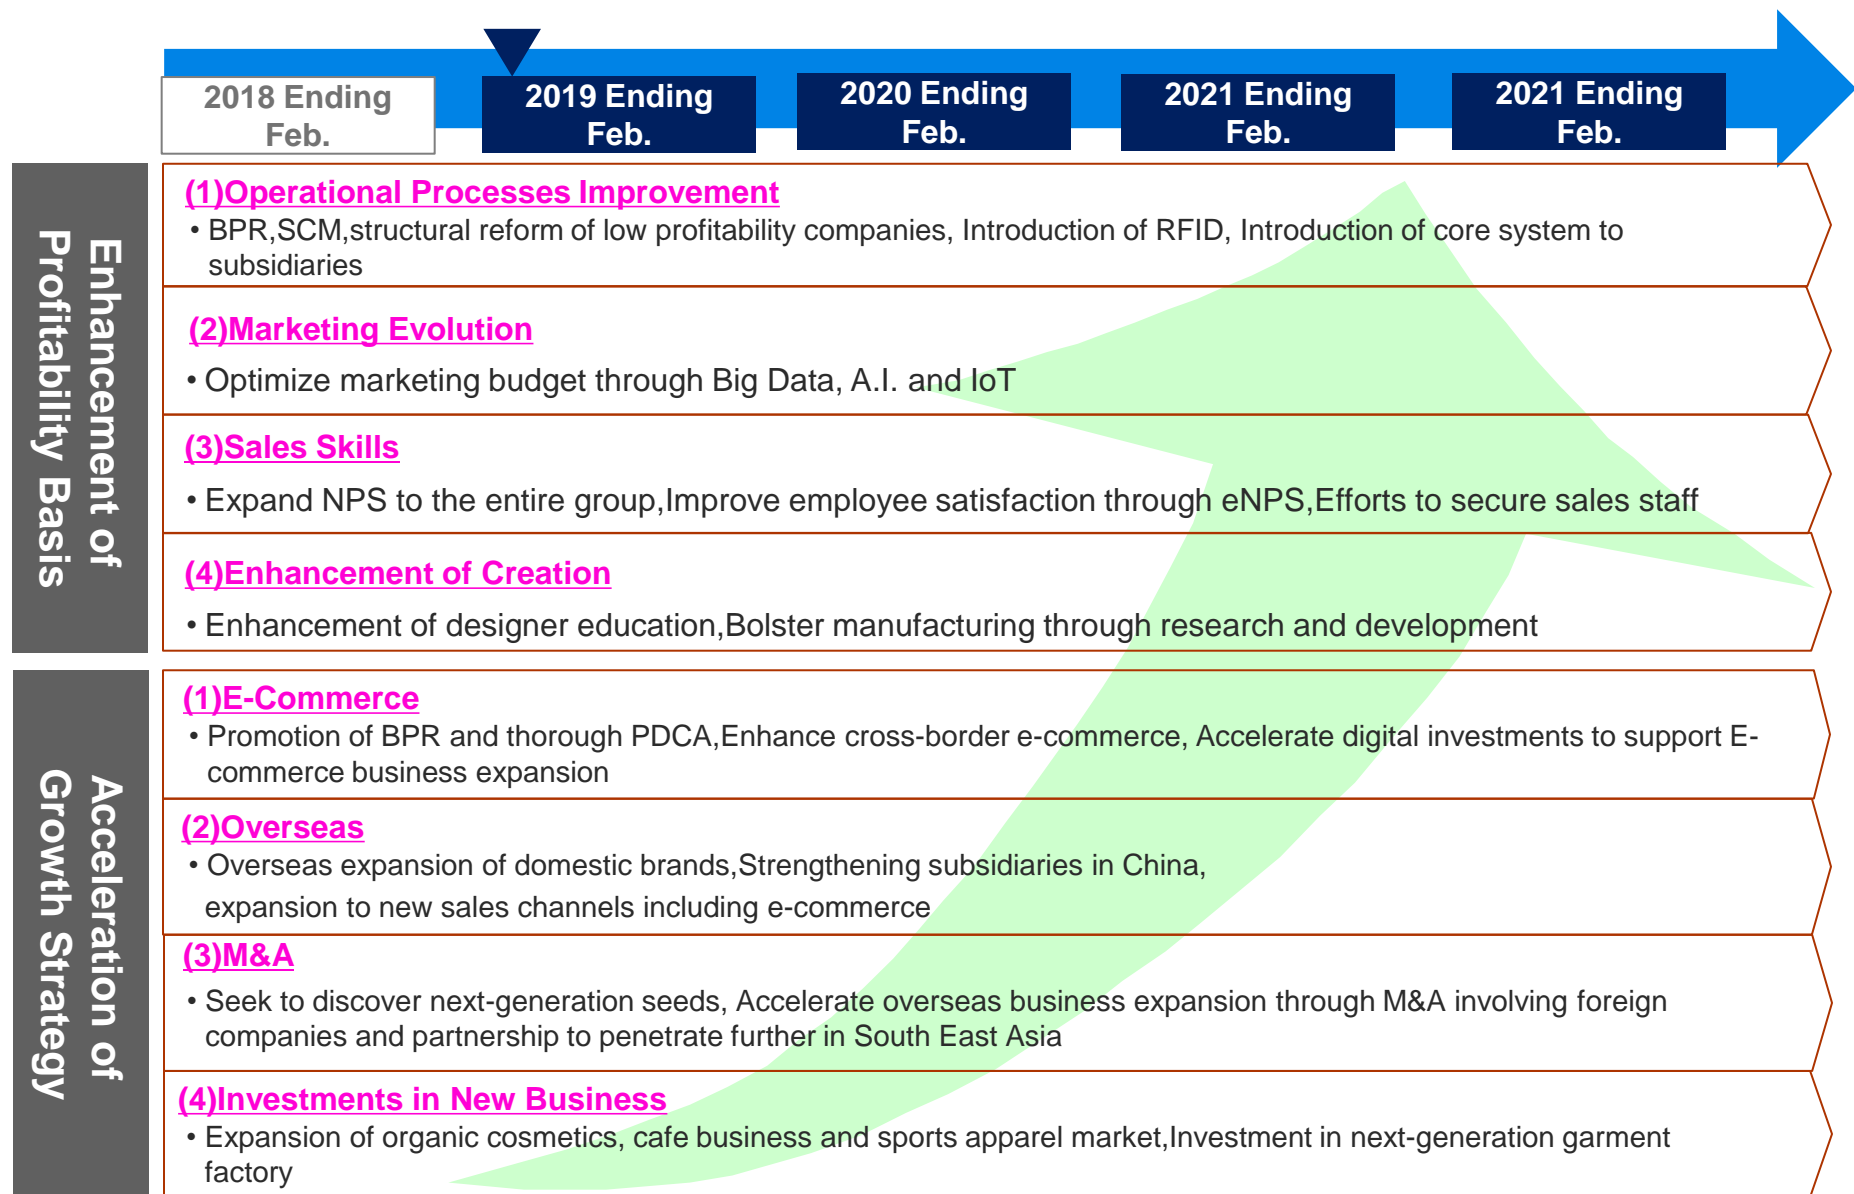 2018 Ending
Feb.
2019 Ending
Feb.
2020 Ending
Feb.
2021 Ending
Feb.
2021 Ending
Feb.
Enhancement of
Profitability Basis
(1)Operational Processes Improvement
• BPR,SCM,structural reform of low profitability companies, Introduction of RFID, Introduction of core system to
subsidiaries
(2)Marketing Evolution
• Optimize marketing budget through Big Data, A.I. and IoT
(3)Sales Skills
• Expand NPS to the entire group,Improve employee satisfaction through eNPS,Efforts to secure sales staff
(4)Enhancement of Creation
• Enhancement of designer education,Bolster manufacturing through research and development
Acceleration of
Growth Strategy
(1)E-Commerce
• Promotion of BPR and thorough PDCA,Enhance cross-border e-commerce, Accelerate digital investments to support E-
commerce business expansion
(2)Overseas
• Overseas expansion of domestic brands,Strengthening subsidiaries in China,
expansion to new sales channels including e-commerce
(3)M&A
• Seek to discover next-generation seeds, Accelerate overseas business expansion through M&A involving foreign
companies and partnership to penetrate further in South East Asia
(4)Investments in New Business
• Expansion of organic cosmetics, cafe business and sports apparel market,Investment in next-generation garment
factory